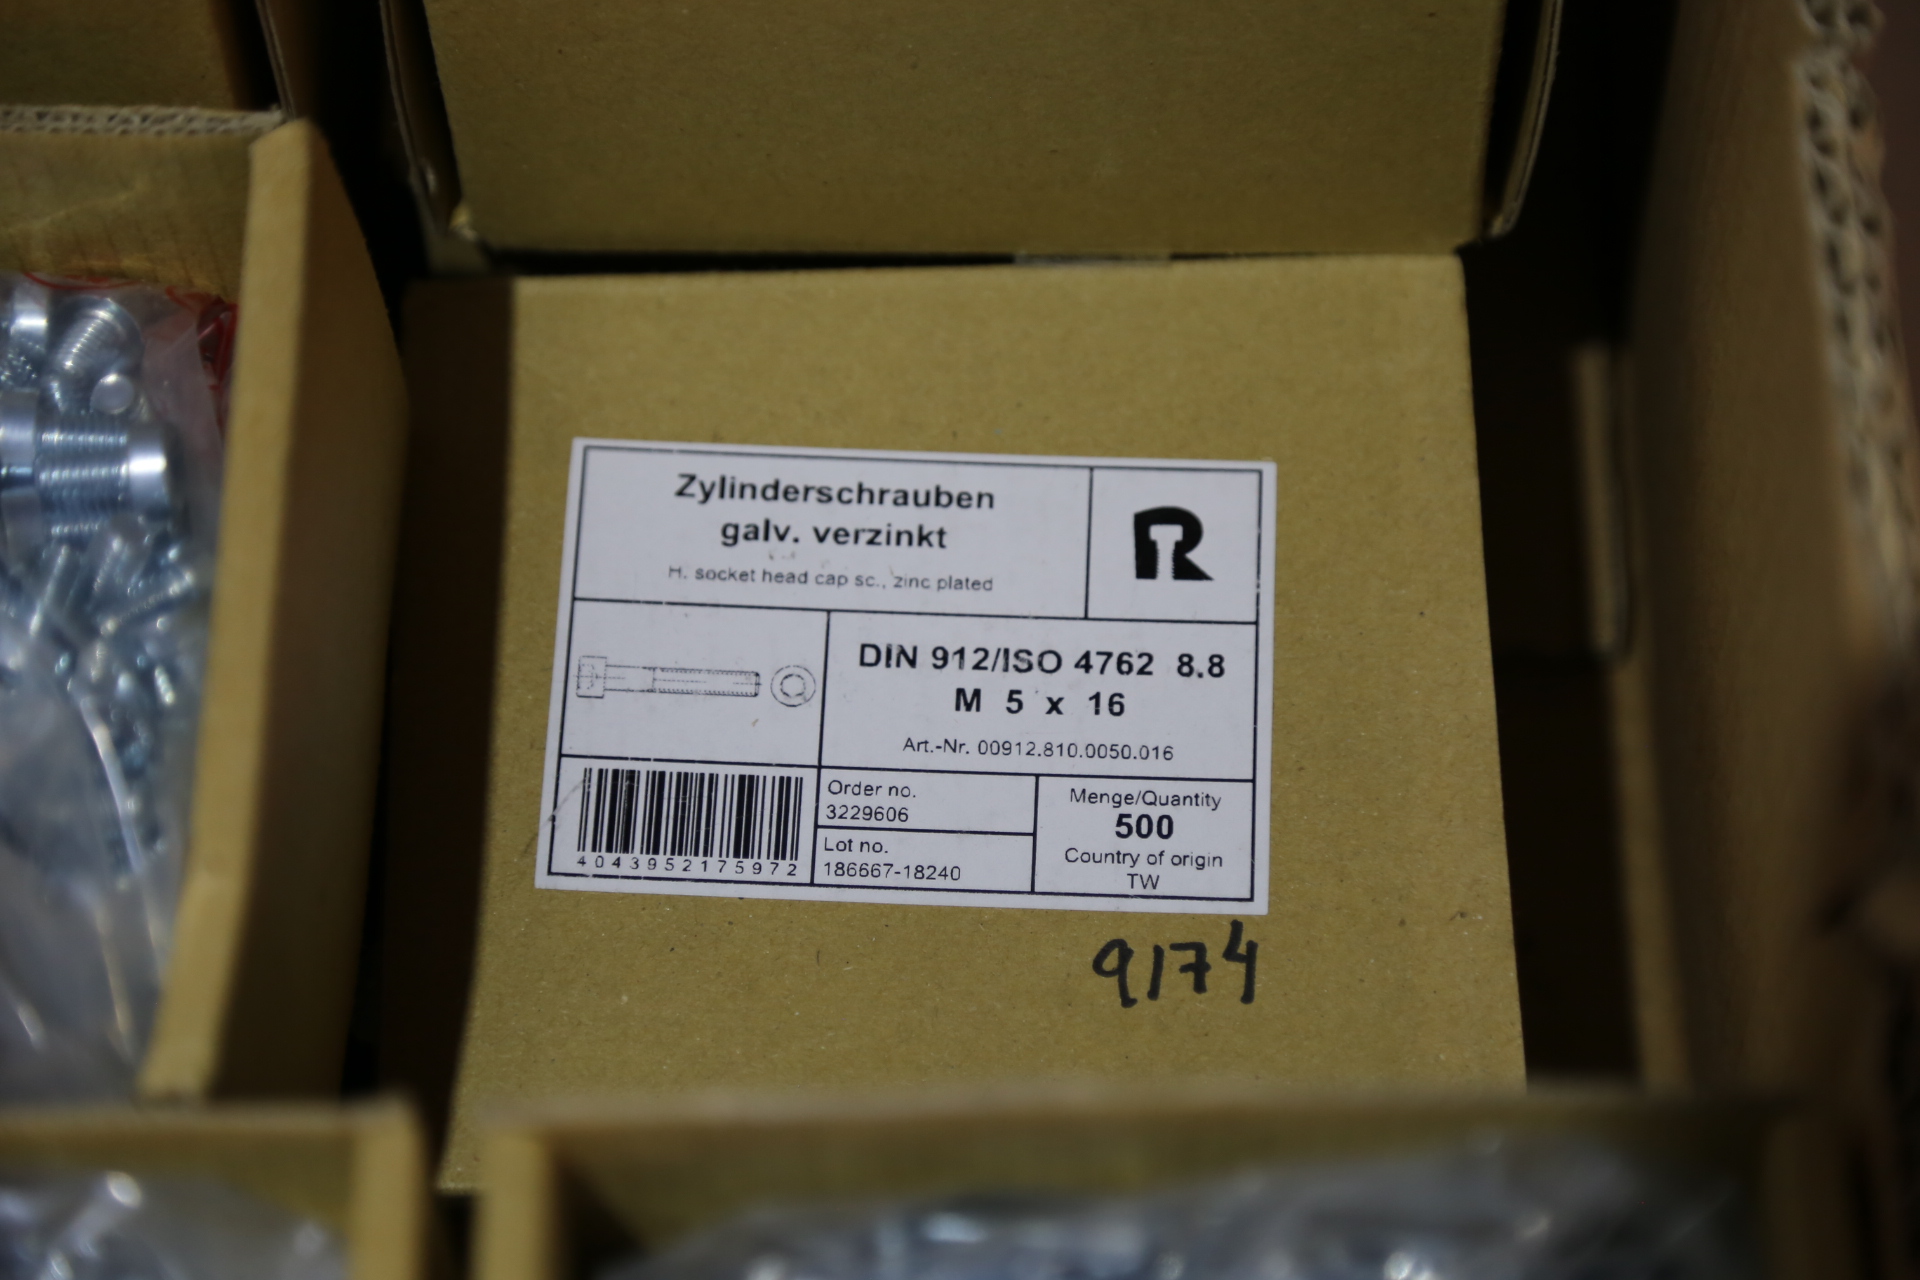 Zylinderschrauben
galv. verzinkt
H. socket head cap sc., zinc plated
R
DIN 912/ISO 4762 8.8
M 5 x 16
Art.-Nr. 00912.810.0050.016
4043952175972
Order no.
3229606
Lot no.
186667-18240
Menge/Quantity
500
Country of origin
TW
9174